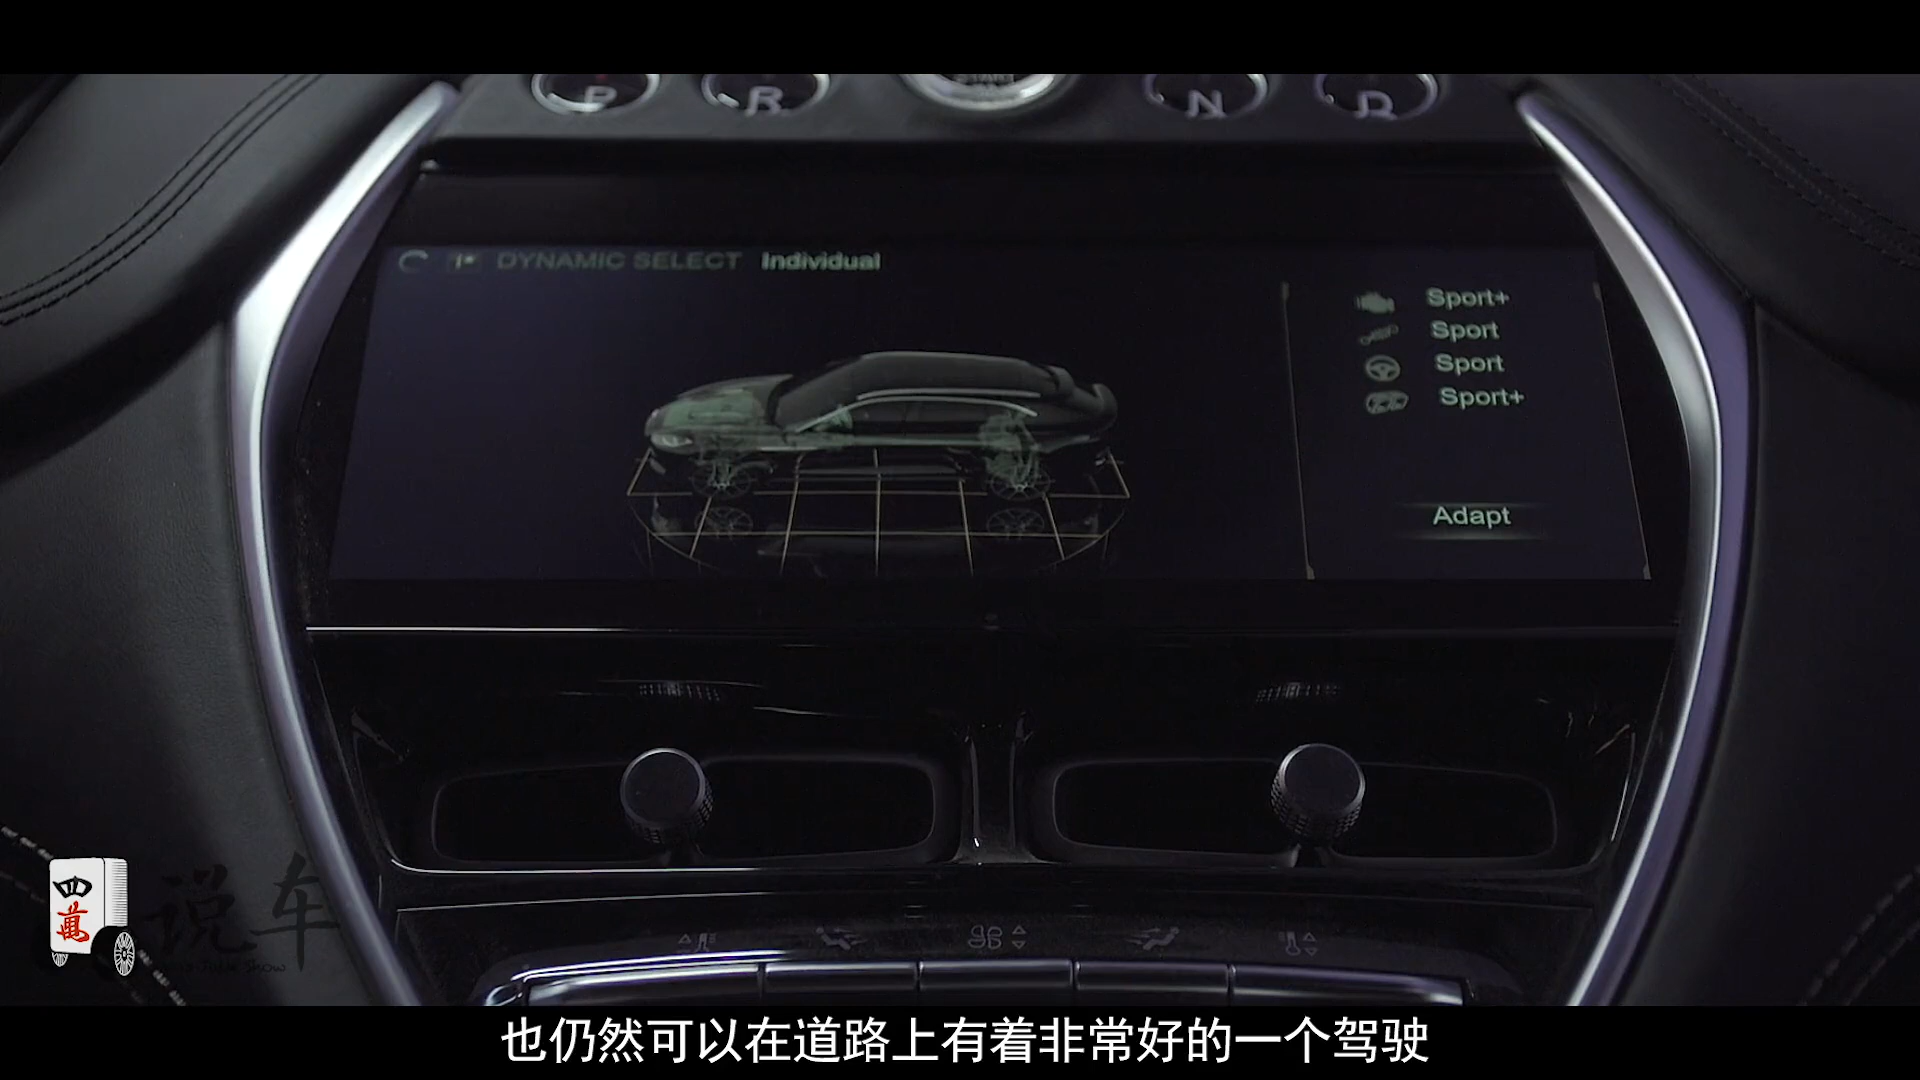 P R N D
DYNAMIC SELECT Individual
Sport+
Sport
Sport
Sport+
Adapt
四萬
说车
也仍然可以在道路上有着非常好的一个驾驶